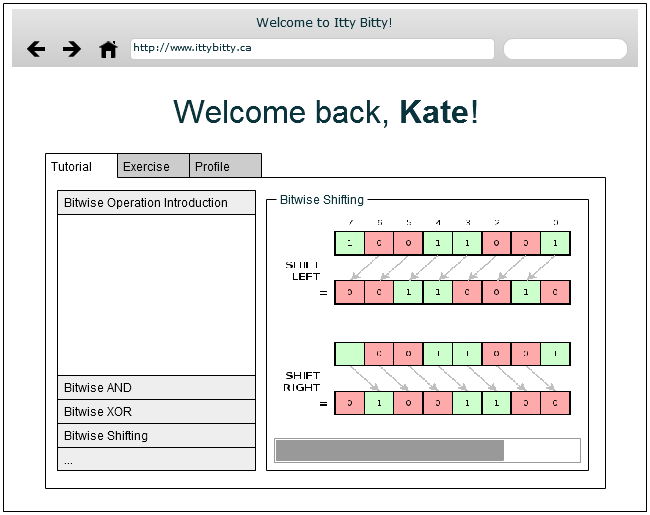 Welcome to Itty Bitty!
http://www.ittybitty.ca
Welcome back, Kate!
Tutorial Exercise Profile
Bitwise Operation Introduction
Bitwise AND
Bitwise XOR
Bitwise Shifting
...
Bitwise Shifting
7 6 5 4 3 2 0
1 0 0 1 1 0 0 1
SHIFT
LEFT
= 0 0 1 1 0 0 1 0
0 0 1 1 0 0 1
SHIFT
RIGHT
= 0 1 0 0 1 1 0 0